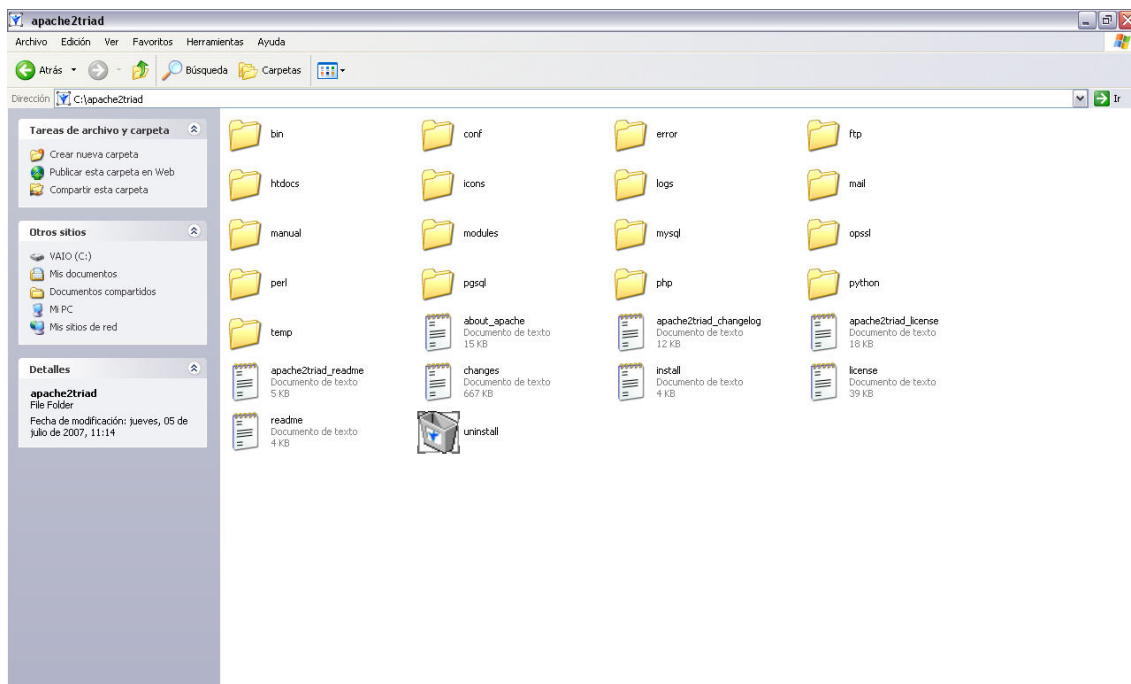 apache2triad
Archivo Edición Ver Favoritos Herramientas Ayuda
Atrás Búsqueda Carpetas
Dirección C:\apache2triad Ir
Tareas de archivo y carpeta
Crear nueva carpeta
Publicar esta carpeta en Web
Compartir esta carpeta
Otros sitios
VAIO (C:)
Mis documentos
Documentos compartidos
Mi PC
Mis sitios de red
Detalles
apache2triad
File Folder
Fecha de modificación: jueves, 05 de
julio de 2007, 11:14
bin conf error ftp
htdocs icons logs mail
manual modules mysql opssl
perl pgsql php python
temp
about_apache
Documento de texto
15 KB
apache2triad_changelog
Documento de texto
12 KB
apache2triad_license
Documento de texto
18 KB
apache2triad_readme
Documento de texto
5 KB
changes
Documento de texto
667 KB
install
Documento de texto
4 KB
license
Documento de texto
39 KB
readme
Documento de texto
4 KB
uninstall